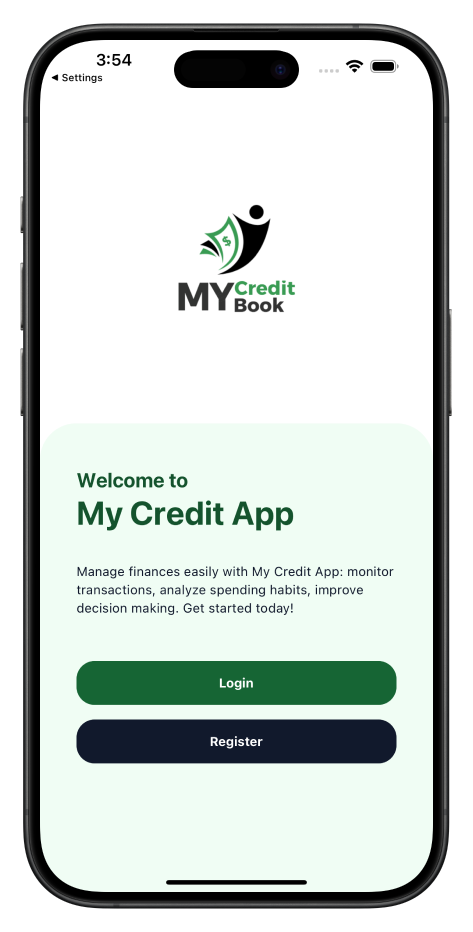 3:54
◀ Settings
$
MY Credit
Book
Welcome to
My Credit App
Manage finances easily with My Credit App: monitor
transactions, analyze spending habits, improve
decision making. Get started today!
Login
Register